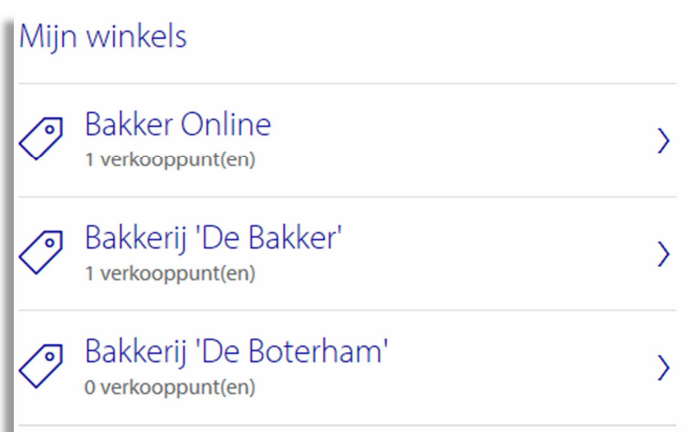 Mijn winkels
Bakker Online
1 verkooppunt(en)
Bakkerij 'De Bakker'
1 verkooppunt(en)
Bakkerij 'De Boterham'
0 verkooppunt(en)